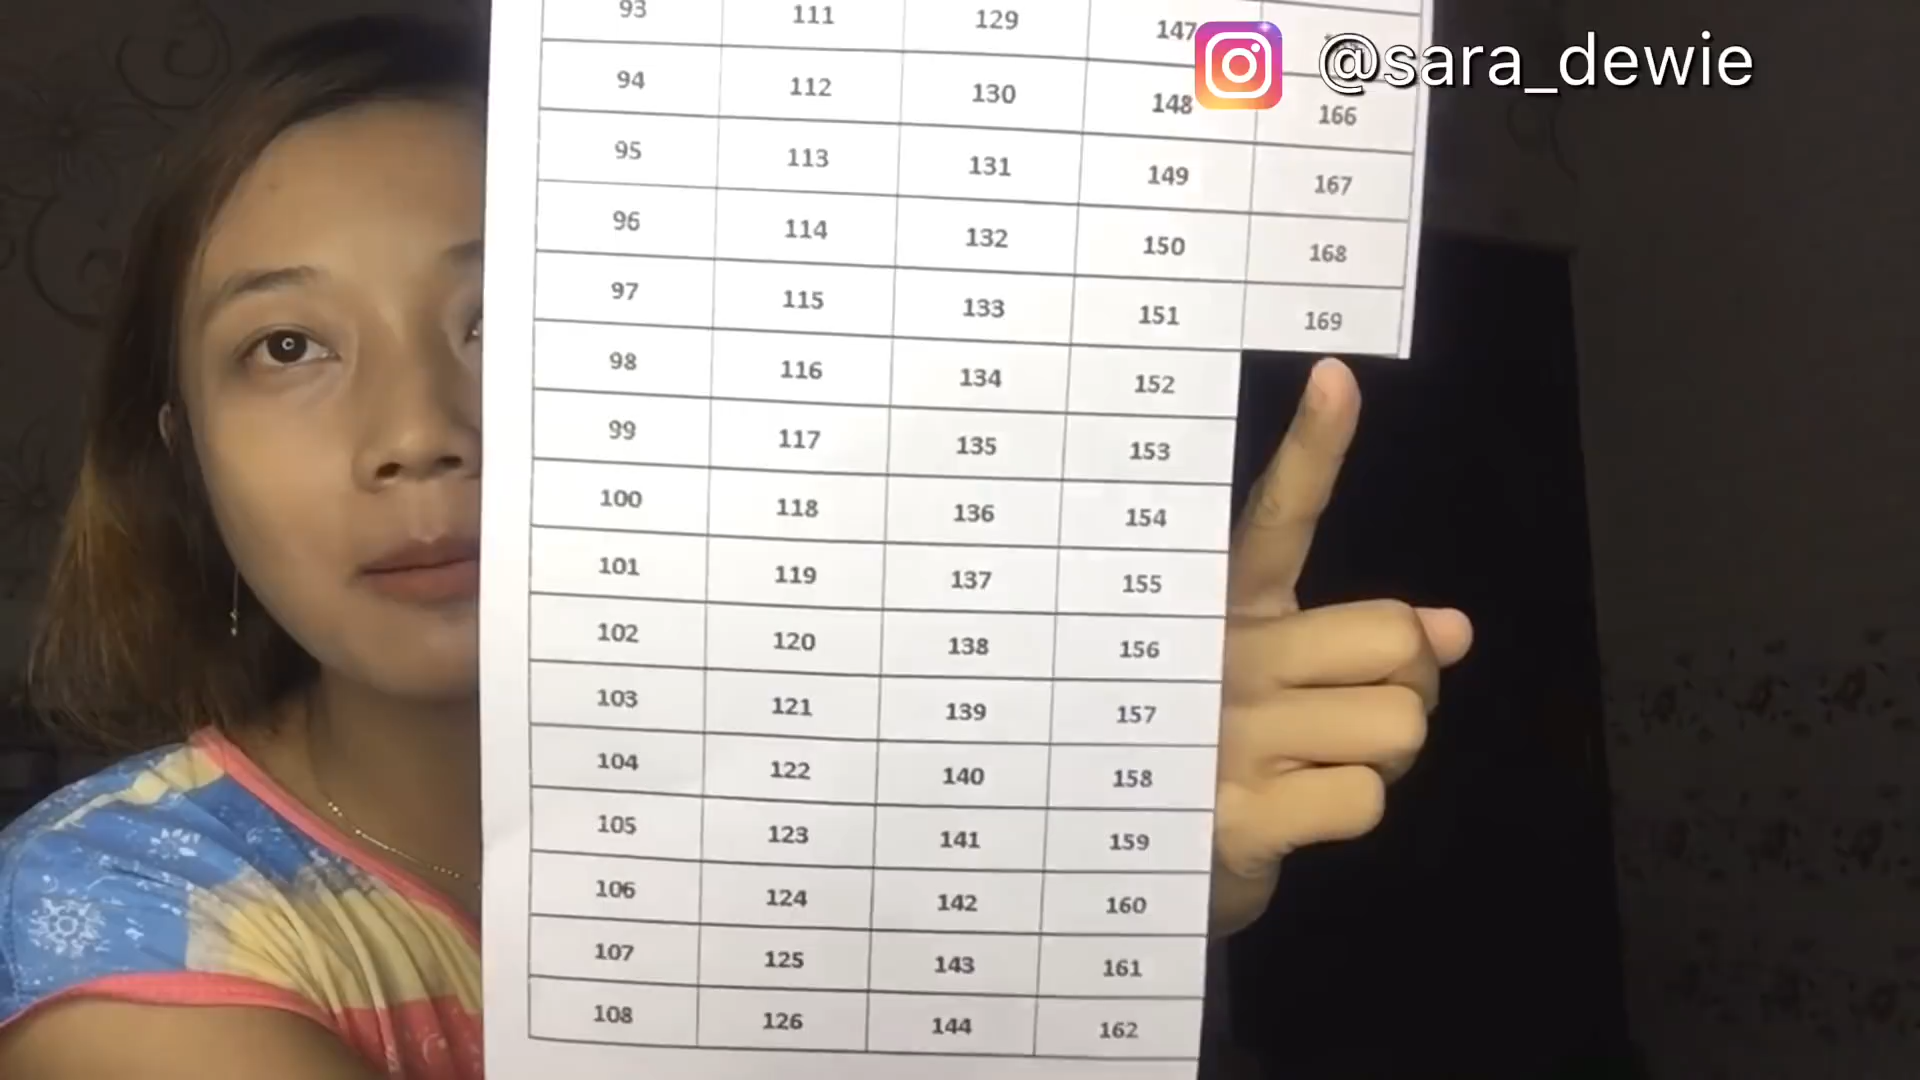 @sara_dewie
93 111 129 147
94 112 130 148 166
95 113 131 149 167
96 114 132 150 168
97 115 133 151 169
98 116 134 152
99 117 135 153
100 118 136 154
101 119 137 155
102 120 138 156
103 121 139 157
104 122 140 158
105 123 141 159
106 124 142 160
107 125 143 161
108 126 144 162